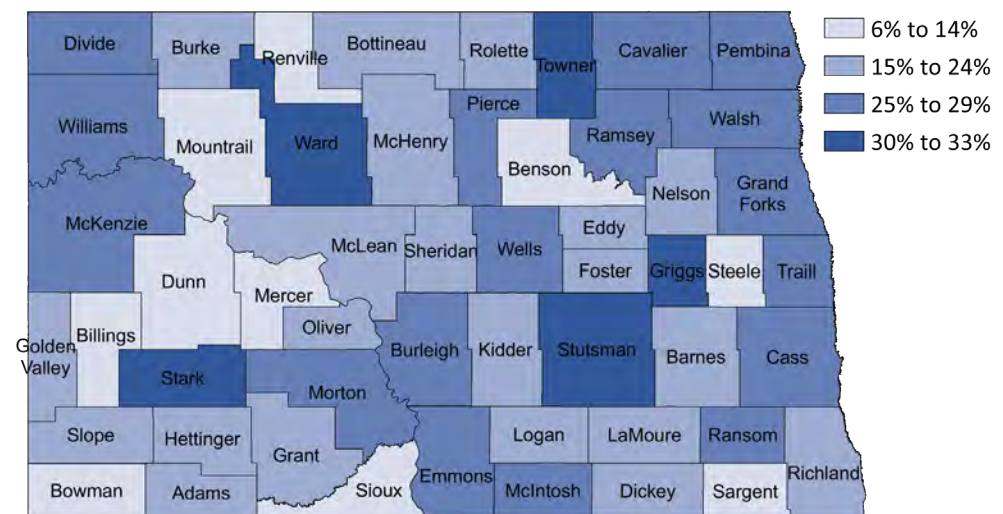 Divide
Burke
Renville
Bottineau
Rolette
Towner
Cavalier
Pembina
6% to 14%
15% to 24%
25% to 29%
30% to 33%
Williams
Mountrail
Ward
McHenry
Pierce
Benson
Ramsey
Walsh
Nelson
Grand
Forks
McKenzie
Dunn
McLean
Sheridan
Wells
Eddy
Foster
Griggs
Steele
Traill
Mercer
Oliver
Golden
Valley
Billings
Stark
Morton
Burleigh
Kidder
Stutsman
Barnes
Cass
Slope
Hettinger
Grant
Logan
LaMoure
Ransom
Richland
Bowman
Adams
Sioux
Emmons
McIntosh
Dickey
Sargent